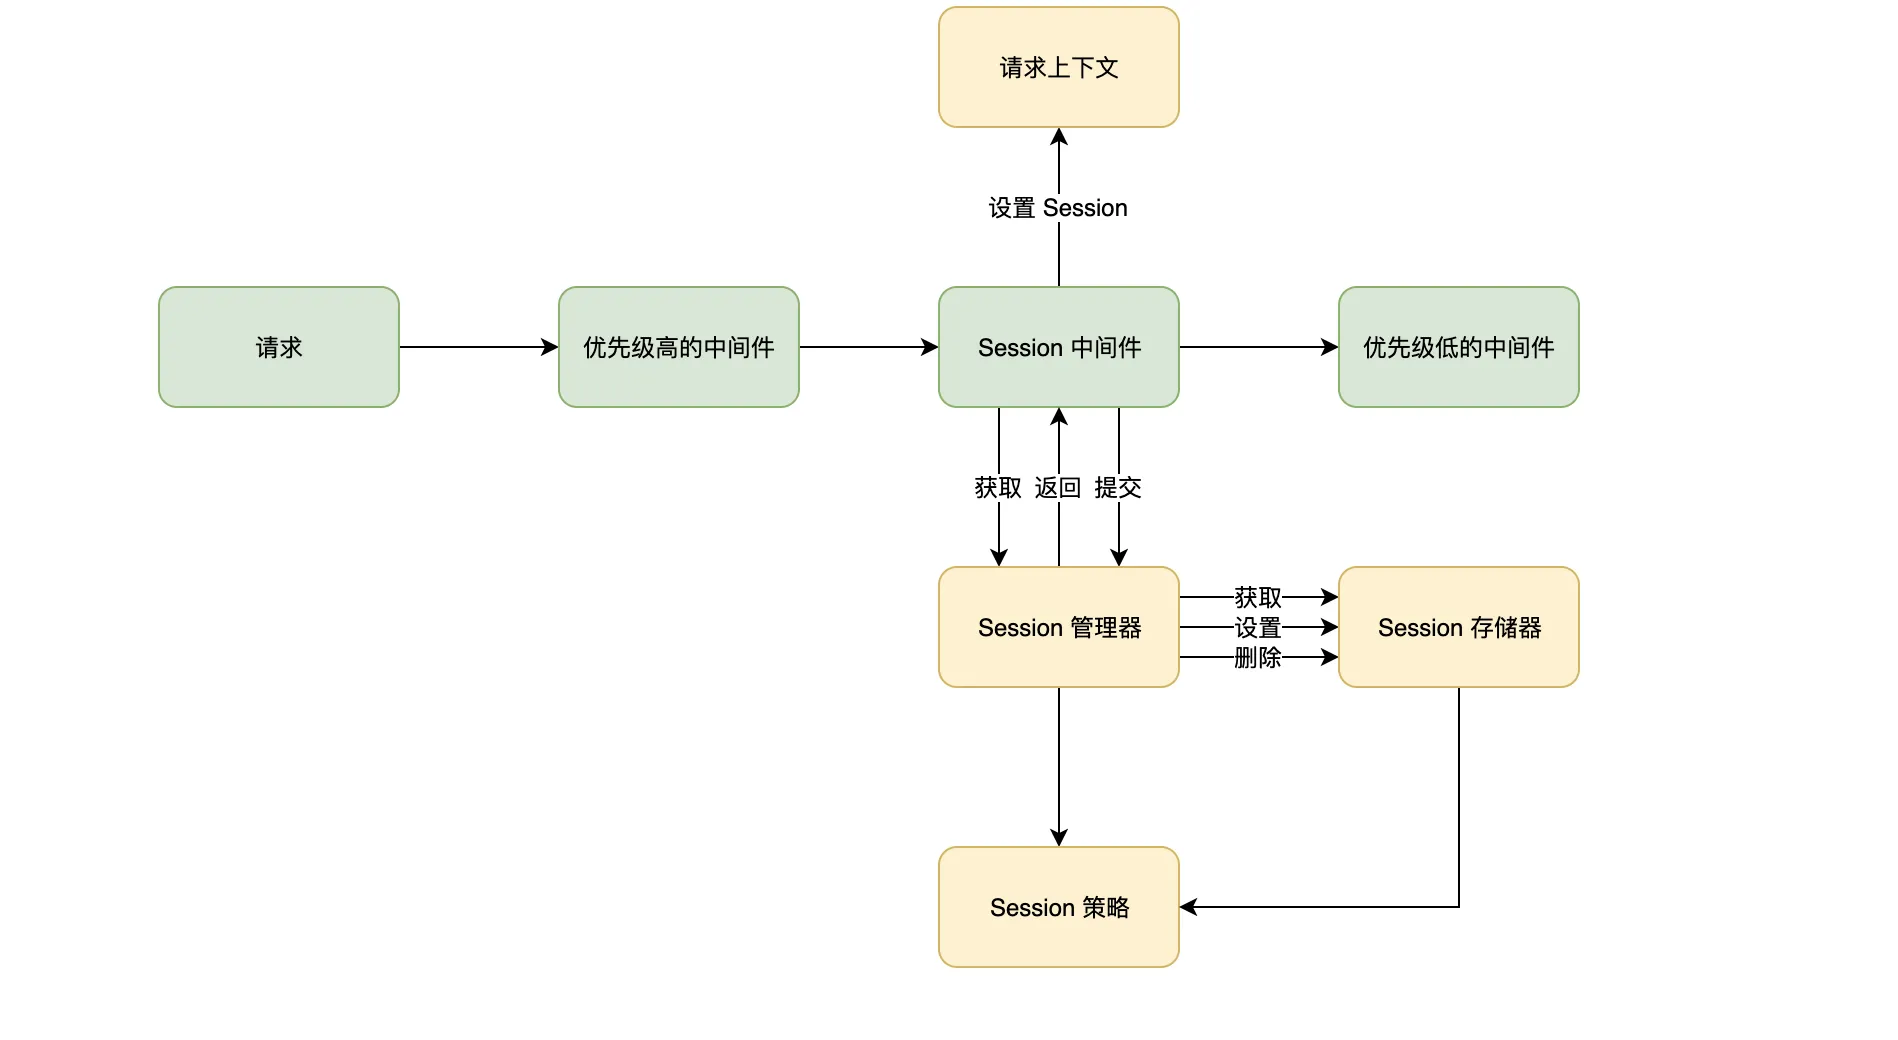 请求上下文
设置 Session
请求
优先级高的中间件
Session 中间件
优先级低的中间件
获取
返回
提交
Session 管理器
获取
设置
删除
Session 存储器
Session 策略